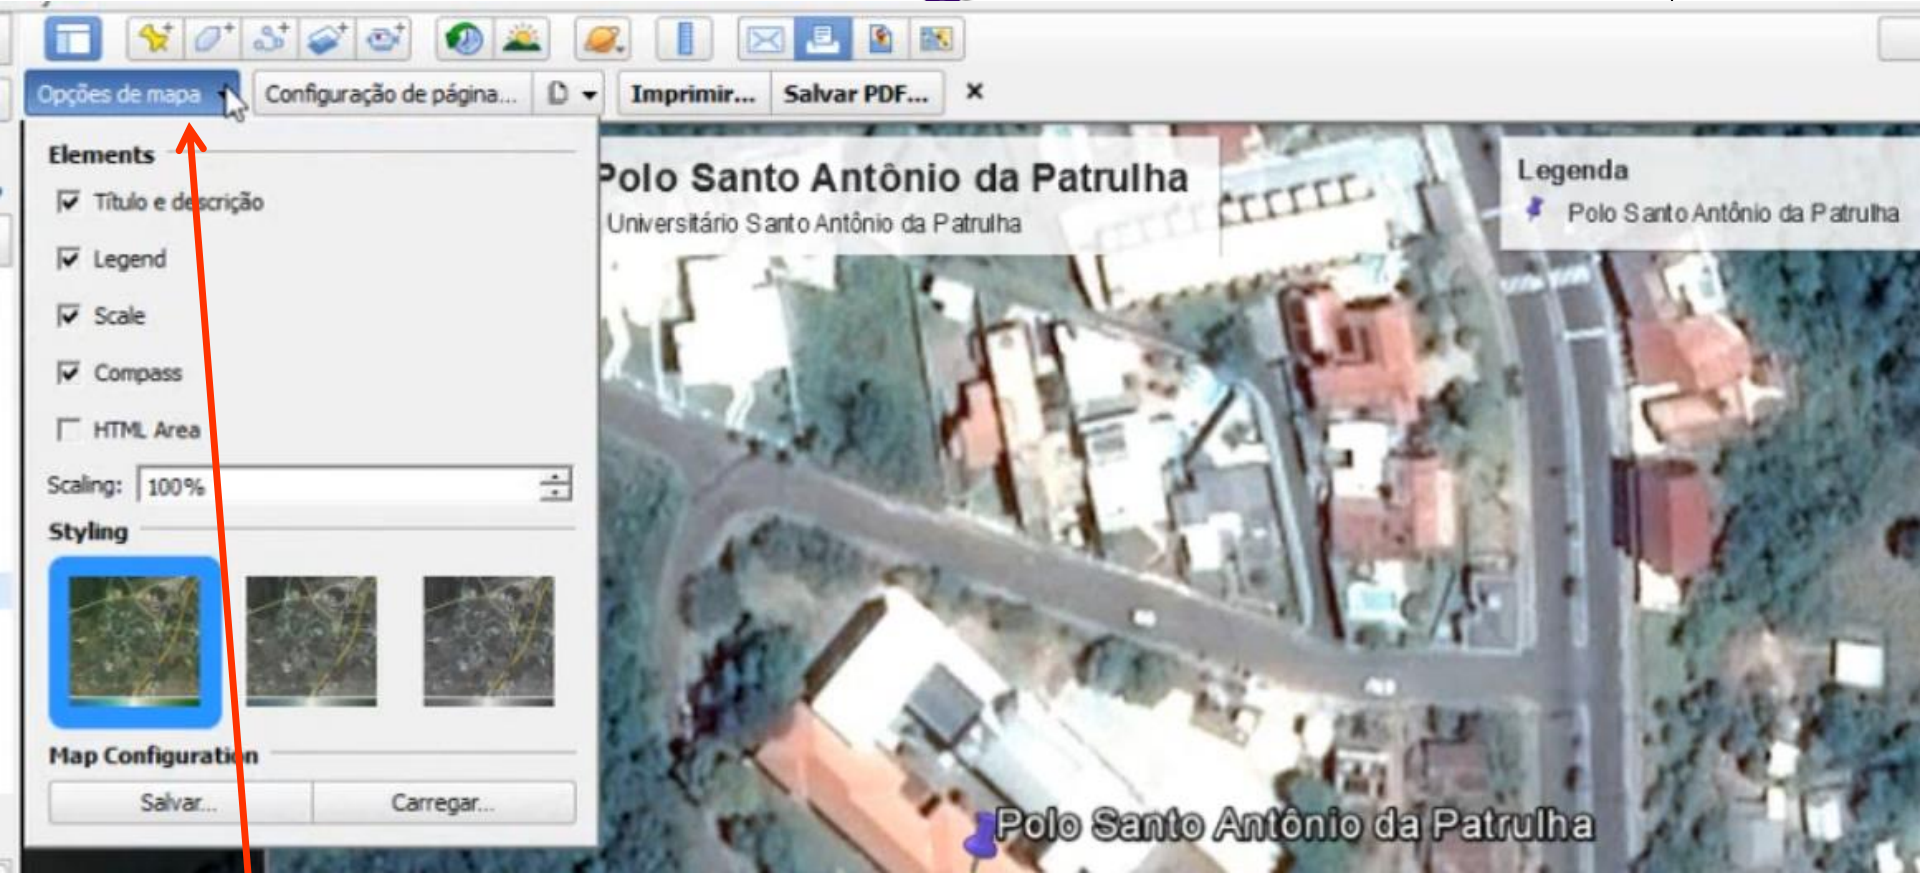 Opções de mapa
Configuração de página...
Imprimir...
Salvar PDF...
Elements
Título e descrição
Legend
Scale
Compass
HTML Area
Scaling: 100%
Styling
Map Configuration
Salvar...
Carregar...
Polo Santo Antônio da Patrulha
Universitário Santo Antônio da Patrulha
Legenda
Polo Santo Antônio da Patrulha
Polo Santo Antônio da Patrulha